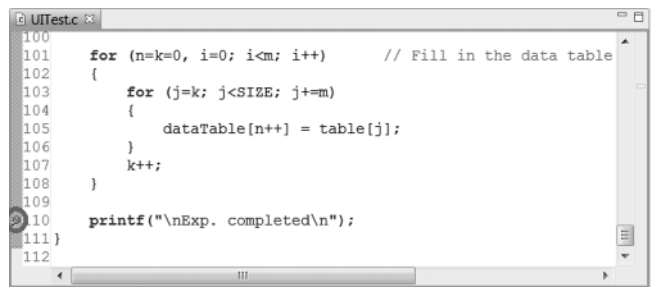 UITest.c
100
101 for (n=k=0, i=0; i<m; i++) // Fill in the data table
102 {
103 for (j=k; j<SIZE; j+=m)
104 {
105 dataTable[n++] = table[j];
106 }
107 k++;
108 }
109
110 printf("\nExp. completed\n");
111 }
112